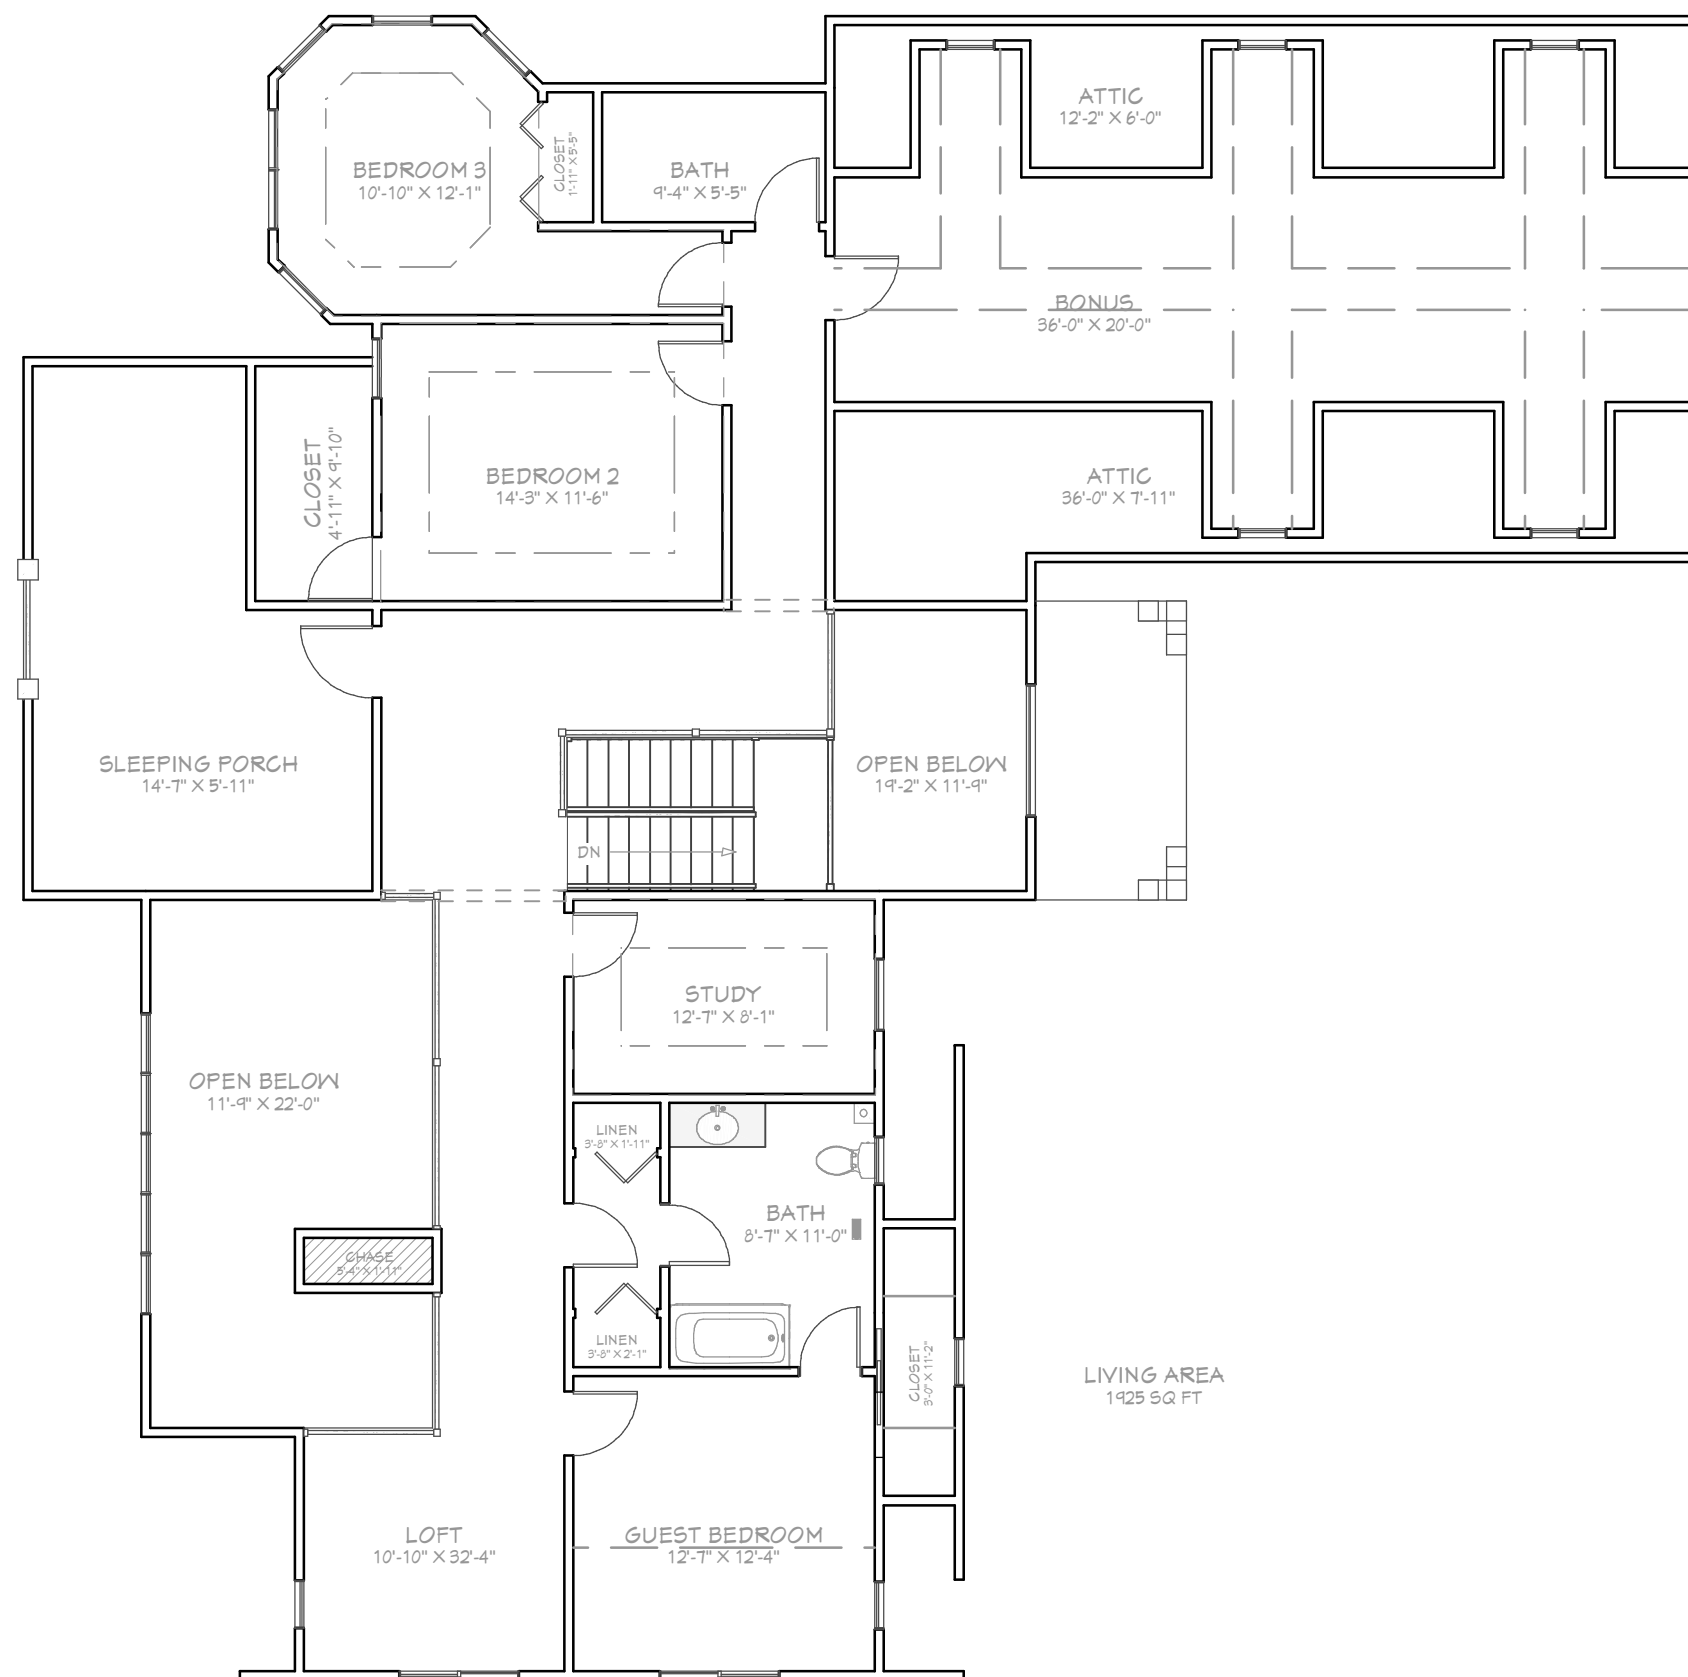 ATTIC
12'-2" X 6'-0"
BEDROOM 3
10'-10" X 12'-1"
CLOSET
1'-11" X 5'-5"
BATH
9'-4" X 5'-5"
BONUS
36'-0" X 20'-0"
CLOSET
4'-11" X 9'-10"
BEDROOM 2
14'-3" X 11'-6"
ATTIC
36'-0" X 7'-11"
SLEEPING PORCH
14'-7" X 5'-11"
OPEN BELOW
19'-2" X 11'-9"
DN
STUDY
12'-7" X 8'-1"
OPEN BELOW
11'-9" X 22'-0"
LINEN
3'-8" X 1'-11"
BATH
8'-7" X 11'-0"
CHASE
5'-4" X 1'-11"
LINEN
3'-8" X 2'-1"
CLOSET
3'-0" X 11'-2"
LIVING AREA
1925 SQ FT
LOFT
10'-10" X 32'-4"
GUEST BEDROOM
12'-7" X 12'-4"